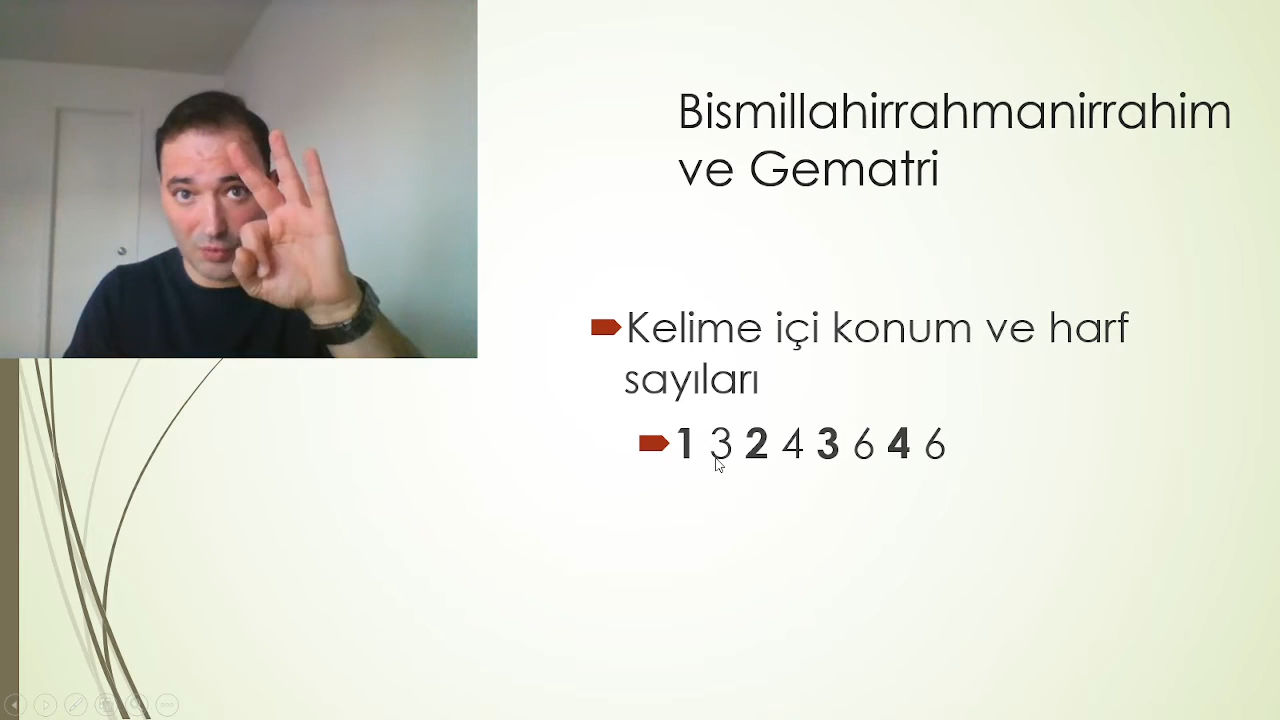 Bismillahirrahmanirrahim
ve Gematri
Kelime içi konum ve harf
sayıları
1 3 2 4 3 6 4 6